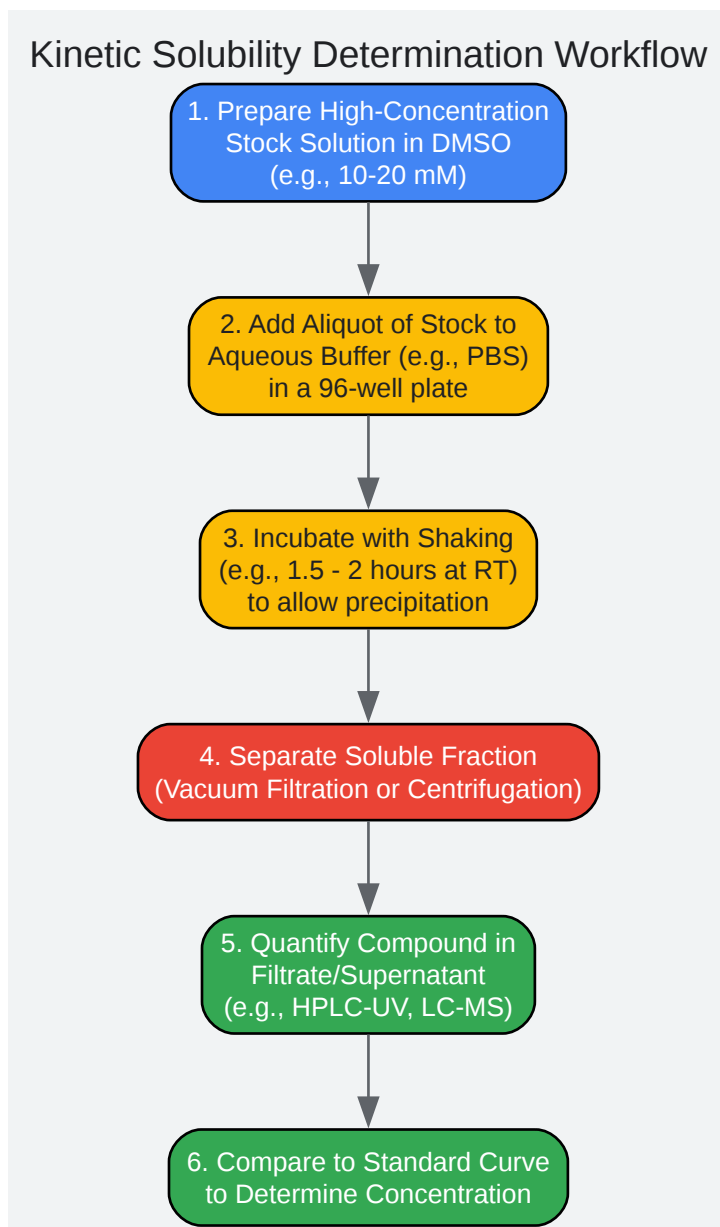 Kinetic Solubility Determination Workflow
1. Prepare High-Concentration
Stock Solution in DMSO
(e.g., 10-20 mM)
2. Add Aliquot of Stock to
Aqueous Buffer (e.g., PBS)
in a 96-well plate
3. Incubate with Shaking
(e.g., 1.5 - 2 hours at RT)
to allow precipitation
4. Separate Soluble Fraction
(Vacuum Filtration or Centrifugation)
5. Quantify Compound in
Filtrate/Supernatant
(e.g., HPLC-UV, LC-MS)
6. Compare to Standard Curve
to Determine Concentration